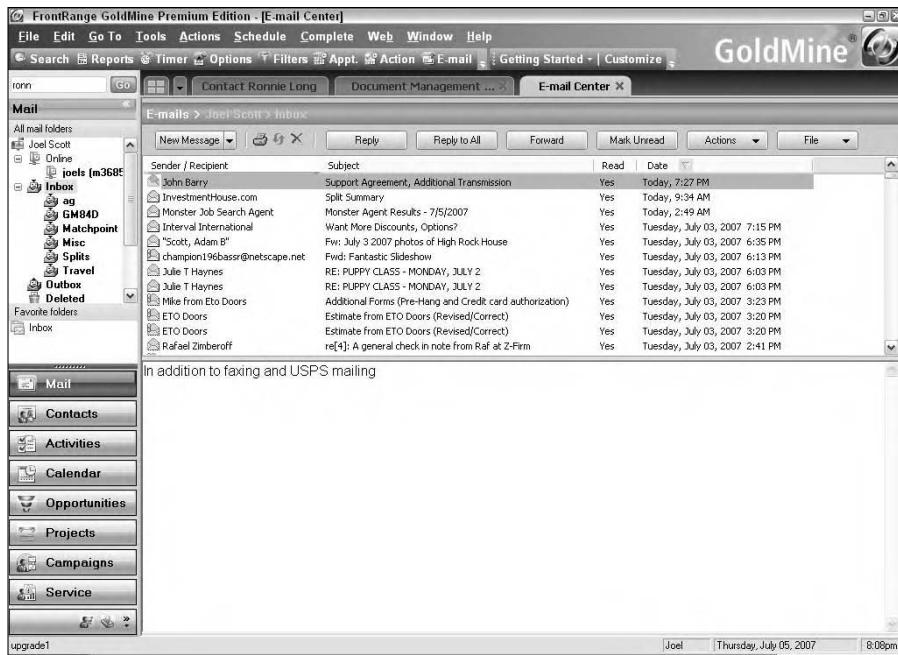 FrontRange GoldMine Premium Edition - [E-mail Center]
File Edit Go To Tools Actions Schedule Complete Web Window Help
Search Reports Timer Options Filters Appt. Action E-mail Getting Started Customize
GoldMine®
ronn Go Contact Ronnie Long Document Management ... E-mail Center X
Mail
E-mails > Joel Scott > Inbox
All mail folders
Joel Scott
Online
joels (m3685
Inbox
ag
GM84D
Matchpoint
Misc
Splits
Travel
Outbox
Deleted
Favorite folders
Inbox
New Message Reply Reply to All Forward Mark Unread Actions File
Sender / Recipient Subject Read Date
John Barry Support Agreement, Additional Transmission Yes Today, 7:27 PM
InvestmentHouse.com Split Summary Yes Today, 9:34 AM
Monster Job Search Agent Monster Agent Results - 7/5/2007 Yes Today, 2:49 AM
Interval International Want More Discounts, Options? Yes Tuesday, July 03, 2007 7:15 PM
"Scott, Adam B" Fw: July 3 2007 photos of High Rock House Yes Tuesday, July 03, 2007 6:35 PM
champion196bassr@netscape.net Fwd: Fantastic Slideshow Yes Tuesday, July 03, 2007 6:13 PM
Julie T Haynes RE: PUPPY CLASS - MONDAY, JULY 2 Yes Tuesday, July 03, 2007 6:03 PM
Julie T Haynes RE: PUPPY CLASS - MONDAY, JULY 2 Yes Tuesday, July 03, 2007 6:03 PM
Mike from Eto Doors Additional Forms (Pre-Hang and Credit card authorization) Yes Tuesday, July 03, 2007 3:23 PM
ETO Doors Estimate from ETO Doors (Revised/Correct) Yes Tuesday, July 03, 2007 3:20 PM
ETO Doors Estimate from ETO Doors (Revised/Correct) Yes Tuesday, July 03, 2007 3:20 PM
Rafael Zimberoff re[4]: A general check in note from Raf at Z-Firm Yes Tuesday, July 03, 2007 2:41 PM
In addition to faxing and USPS mailing
Mail
Contacts
Activities
Calendar
Opportunities
Projects
Campaigns
Service
upgrade1 Joel Thursday, July 05, 2007 8:08pm